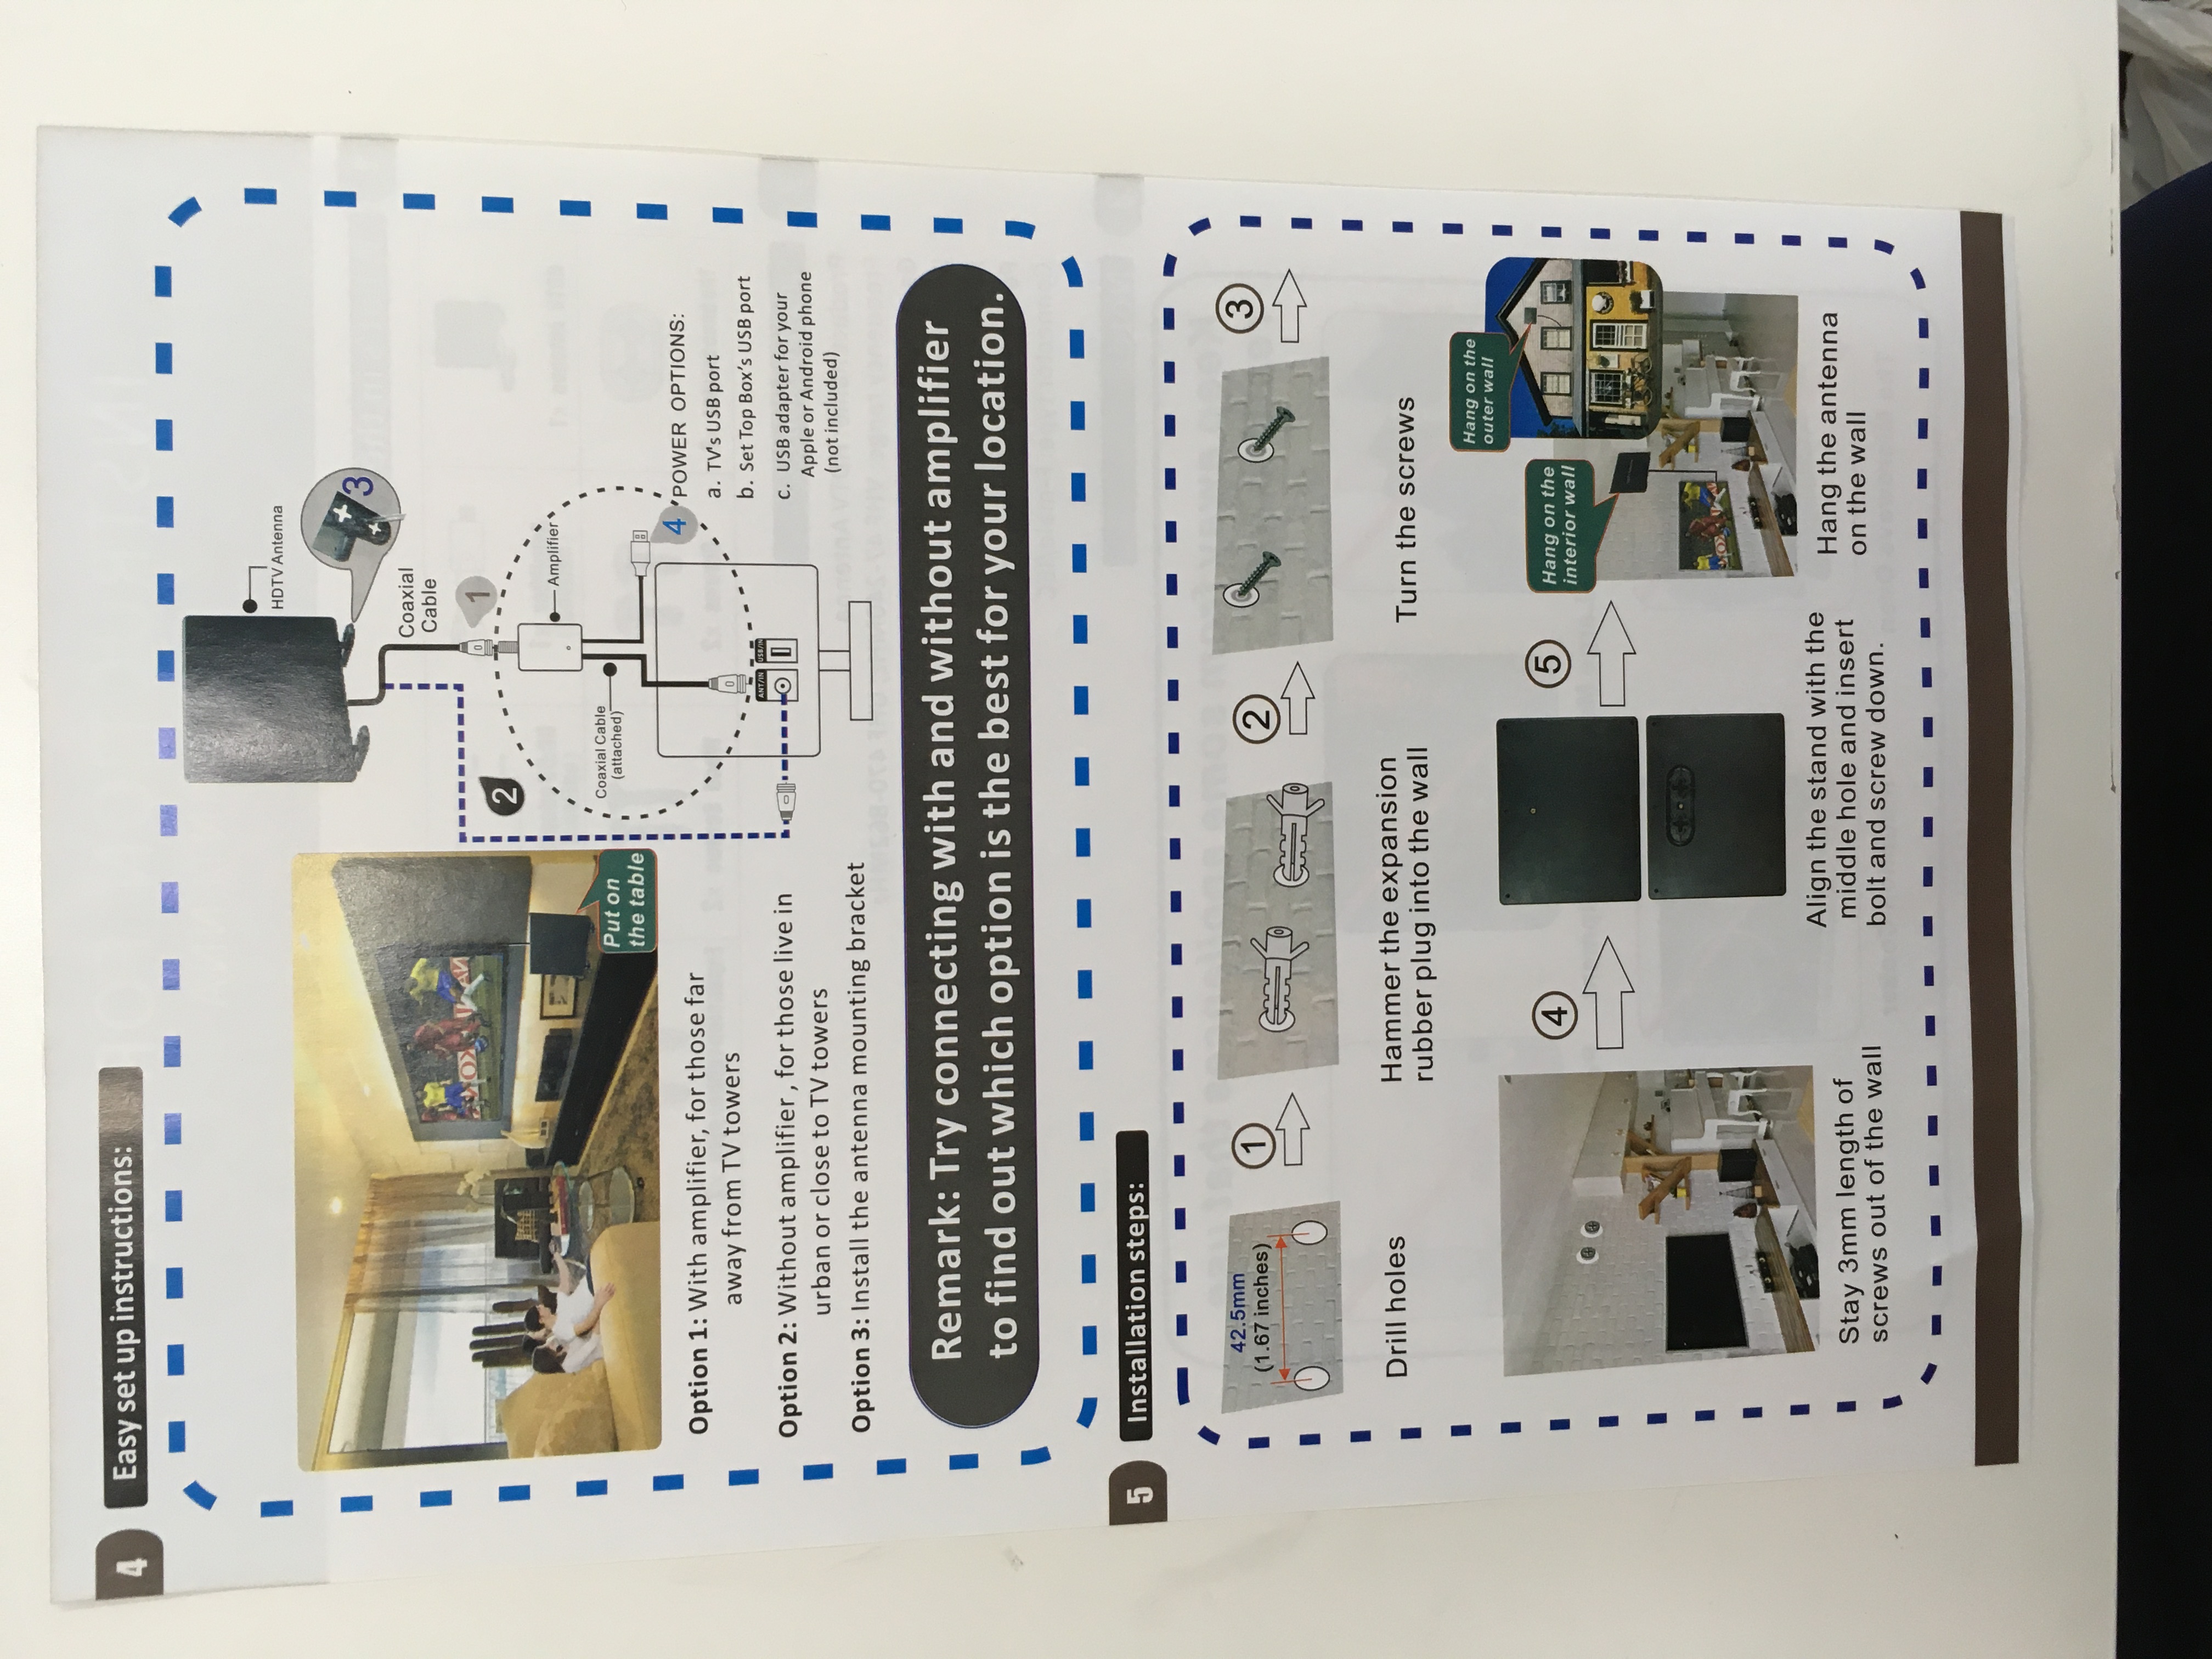 4
Easy set up instructions:
Put on
the table
HDTV Antenna
Coaxial
Cable
3
1
2
Coaxial Cable
(attached)
Amplifier
4
ANT/IN
USB/IN
POWER OPTIONS:
a. TV's USB port
b. Set Top Box's USB port
c. USB adapter for your
Apple or Android phone
(not included)
Option 1: With amplifier, for those far
away from TV towers
Option 2: Without amplifier , for those live in
urban or close to TV towers
Option 3: Install the antenna mounting bracket
Remark: Try connecting with and without amplifier
to find out which option is the best for your location.
5
Installation steps:
42.5mm
(1.67 inches)
Drill holes
1
Hammer the expansion
rubber plug into the wall
2
Turn the screws
3
Stay 3mm length of
screws out of the wall
4
Align the stand with the
middle hole and insert
bolt and screw down.
5
Hang on the
interior wall
Hang on the
outer wall
Hang the antenna
on the wall